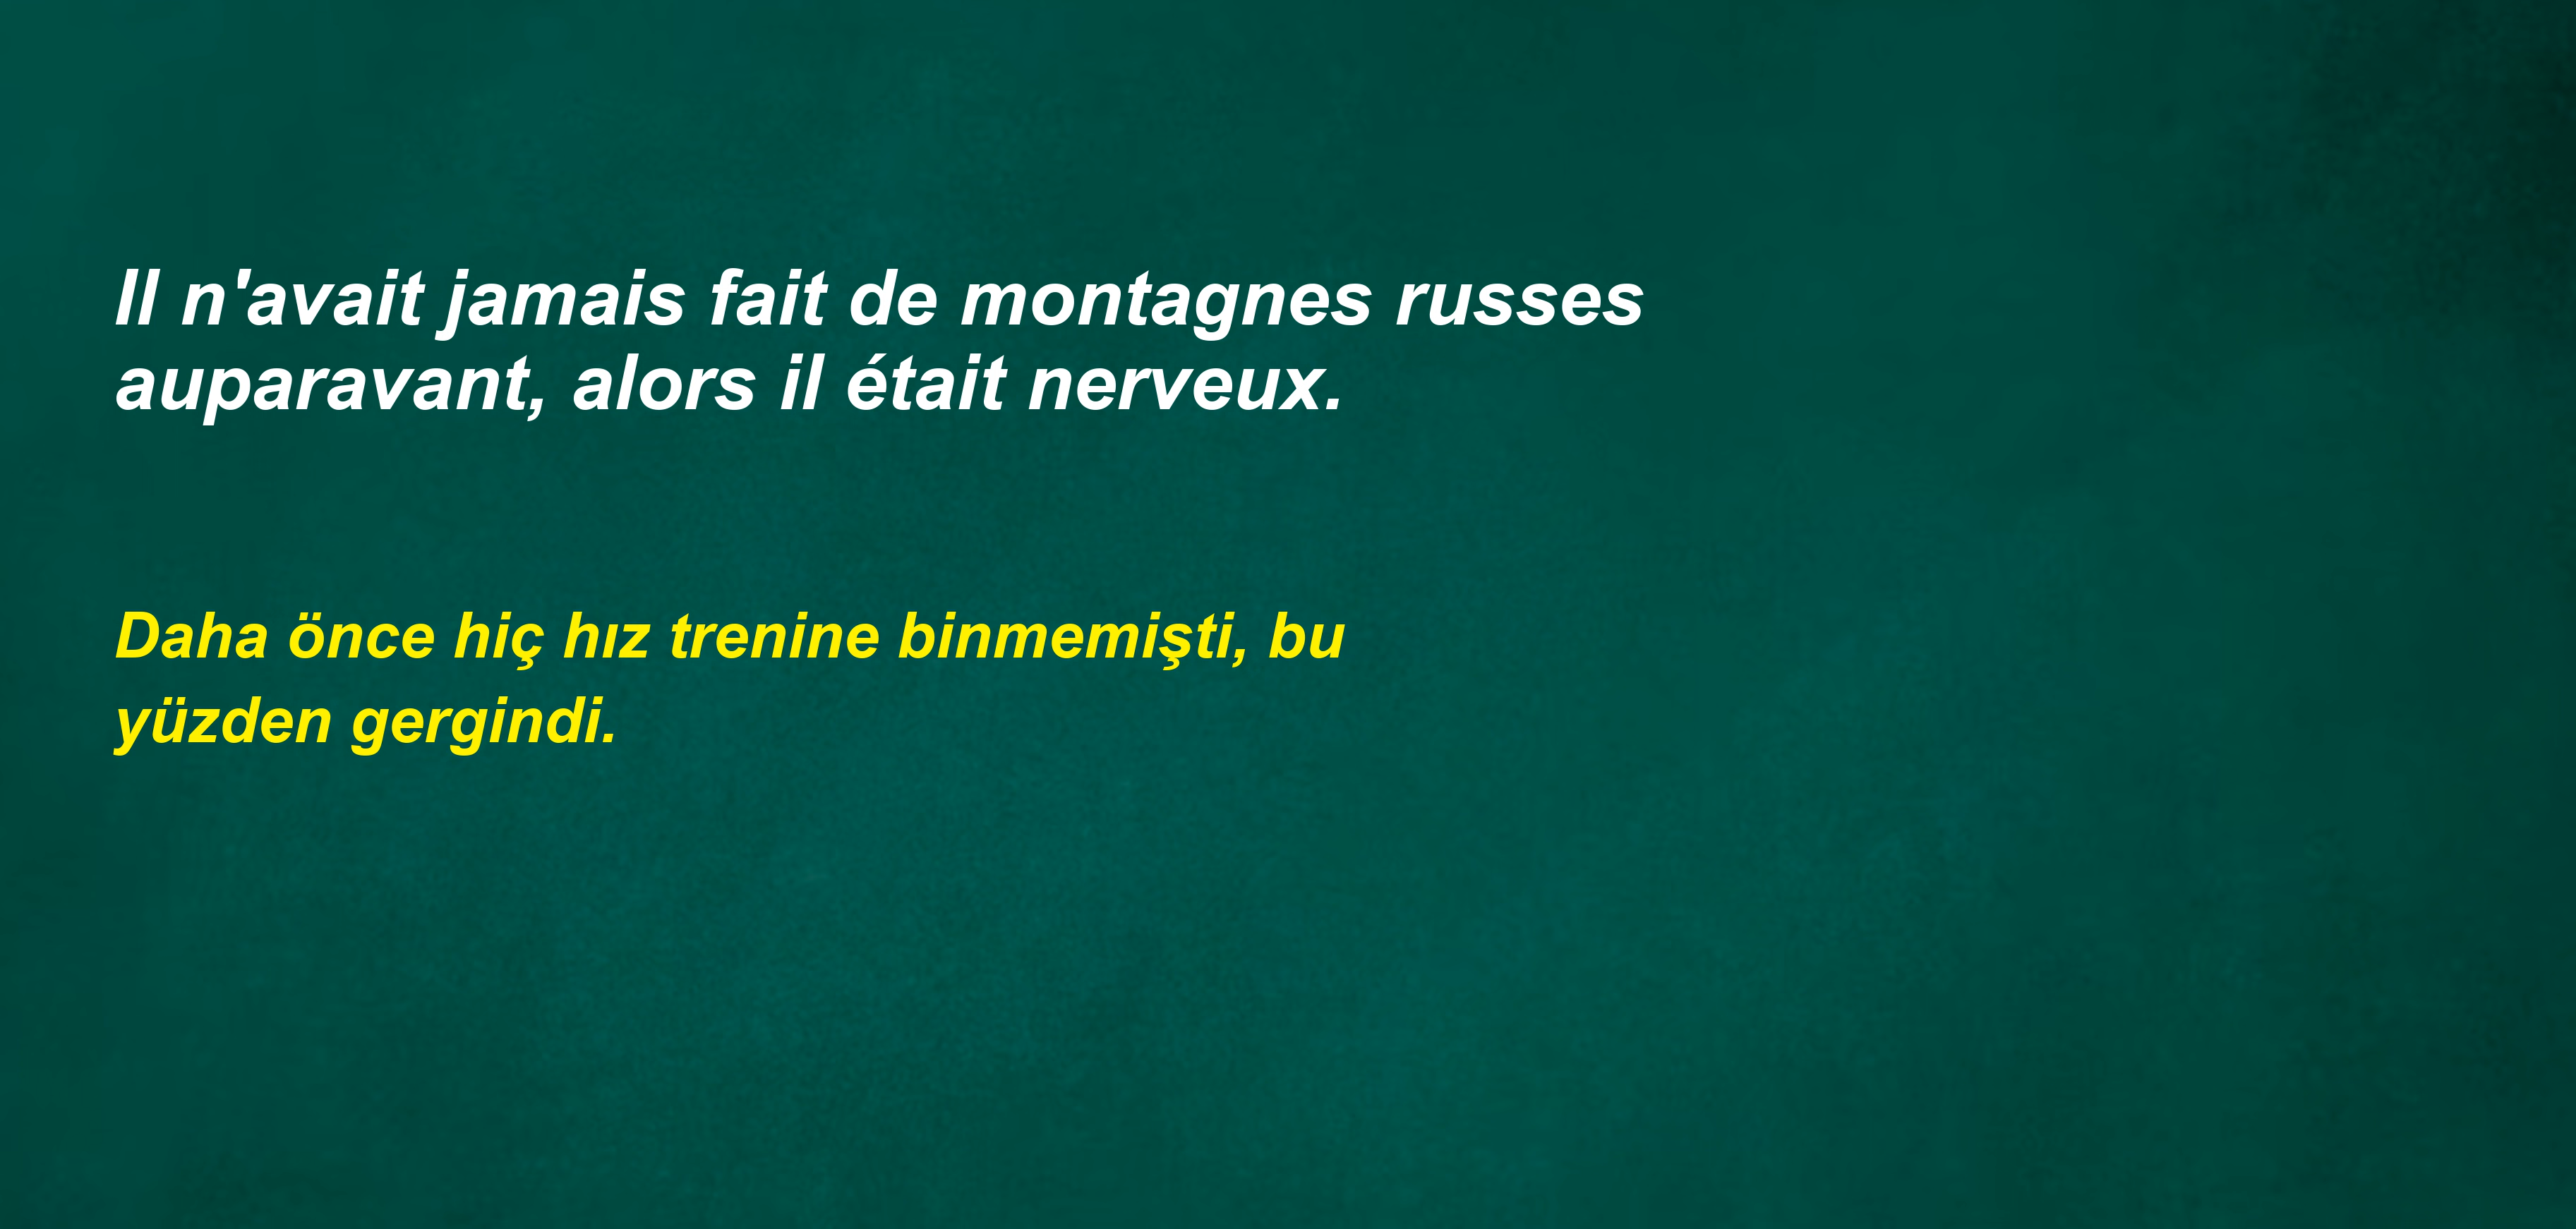 Il n'avait jamais fait de montagnes russes
auparavant, alors il était nerveux.
Daha önce hiç hız trenine binmemişti, bu
yüzden gergindi.